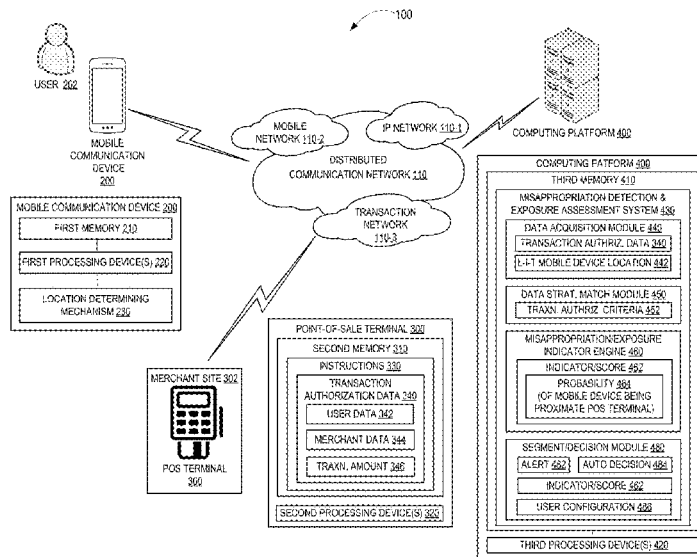 100
USER 202
MOBILE
COMMUNICATION
DEVICE
200
MOBILE
NETWORK 110-2
IP NETWORK 110-1
DISTRIBUTED
COMMUNICATION NETWORK 110
TRANSACTION
NETWORK
110-3
COMPUTING PLATFORM 400
MOBILE COMMUNICATION DEVICE 200
FIRST MEMORY 210
FIRST PROCESSING DEVICE(S) 220
LOCATION DETERMINING
MECHANISM 230
MERCHANT SITE 302
POS TERMINAL
300
POINT-OF-SALE TERMINAL 300
SECOND MEMORY 310
INSTRUCTIONS 330
TRANSACTION
AUTHORIZATION DATA
340
USER DATA 342
MERCHANT DATA 344
TRAXN. AMOUNT 346
SECOND PROCESSING DEVICE(S) 320
COMPUTING PATFORM 400
THIRD MEMORY 410
MISAPPROPRIATION DETECTION &
EXPOSURE ASSESSMENT SYSTEM 430
DATA ACQUISITION MODULE 440
TRANSACTION AUTHRIZ. DATA 340
MOBILE DEVICE LOCATION 442
DATA STRAT. MATCH MODULE 450
TRAXN. AUTHRIZ. CRITERIA 452
MISAPPROPRIATION/EXPOSURE
INDICATOR ENGINE 460
INDICATOR/SCORE 462
PROBABILITY 464
(OF MOBILE DEVICE BEING
PROXIMATE POS TERMINAL)
SEGMENT/DECISION MODULE 480
ALERT 482
AUTO DECISION 484
INDICATOR/SCORE 462
USER CONFIGURATION 486
THIRD PROCESSING DEVICE(S) 420